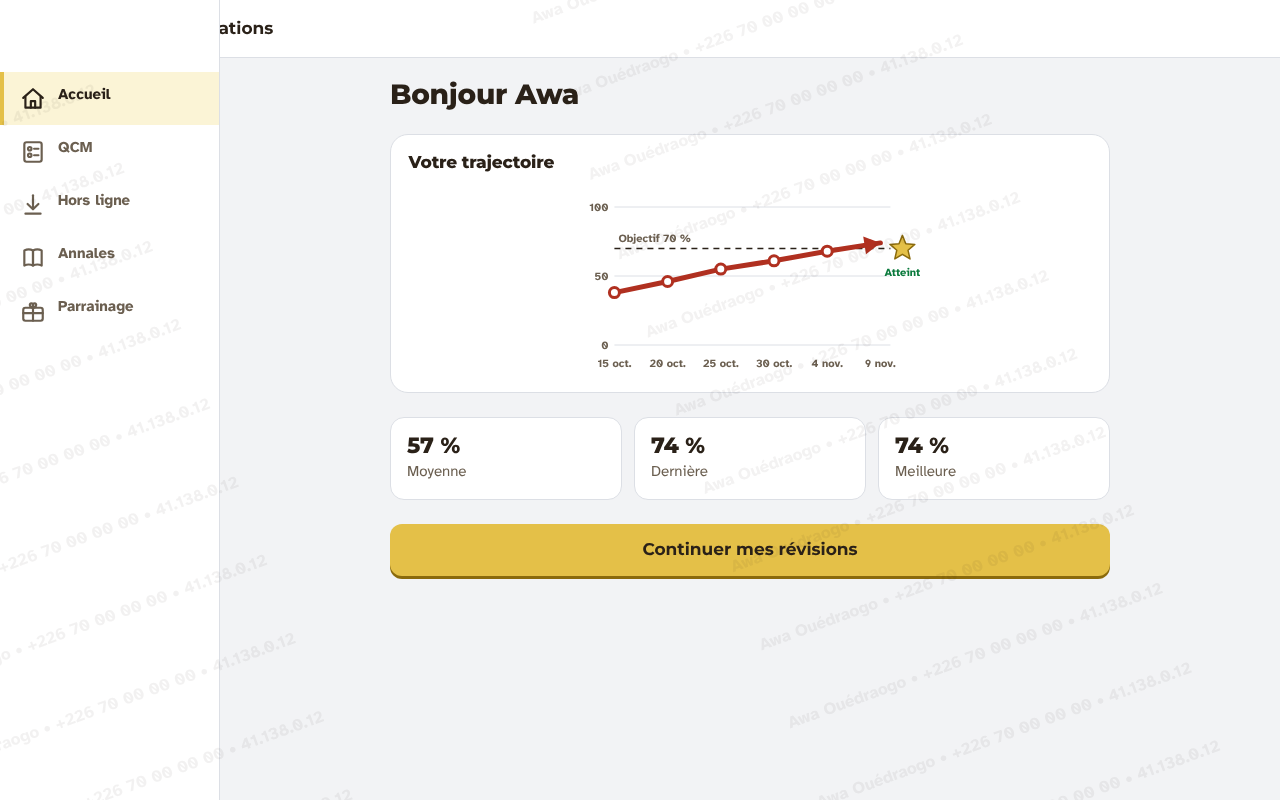 ations
Accueil
QCM
Hors ligne
Annales
Parrainage
Bonjour Awa
Votre trajectoire
100
Objectif 70 %
50
Atteint
0
15 oct. 20 oct. 25 oct. 30 oct. 4 nov. 9 nov.
57 %
Moyenne
74 %
Dernière
74 %
Meilleure
Continuer mes révisions
Awa Ouédraogo • +226 70 00 00 00 • 41.138.0.12